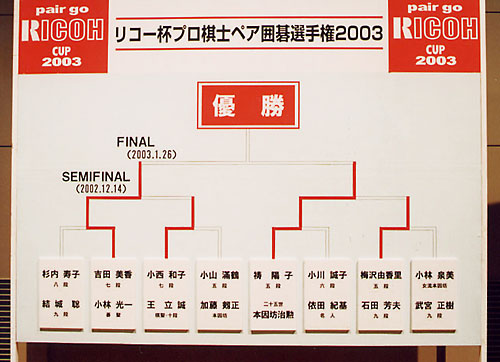 pair go
RICOH
CUP
2003
リコー杯プロ棋士ペア囲碁選手権2003
pair go
RICOH
CUP
2003
優勝
FINAL
(2003.1.26)
SEMIFINAL
(2002.12.14)
杉内 寿子
八段
結城 聡
九段
吉田 美香
七段
小林 光一
碁聖
小西 和子
七段
王 立誠
棋聖・十段
小山 満鶴
五段
加藤 剱正
本因坊
祷 陽子
五段
二十五世
本因坊治勲
小川 誠子
六段
依田 紀基
名人
梅沢由香里
五段
石田 芳夫
九段
小林 泉美
女流本因坊
武宮 正樹
九段